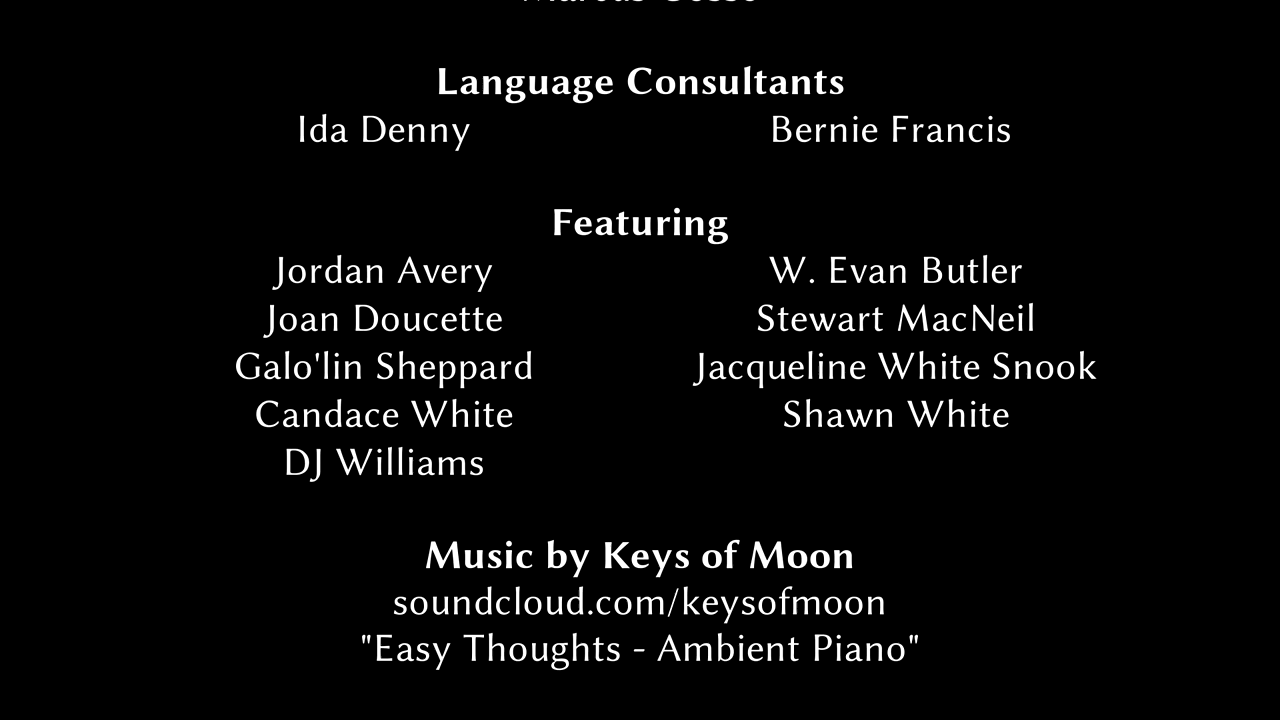 Language Consultants
Ida Denny Bernie Francis
Featuring
Jordan Avery W. Evan Butler
Joan Doucette Stewart MacNeil
Galo'lin Sheppard Jacqueline White Snook
Candace White Shawn White
DJ Williams
Music by Keys of Moon
soundcloud.com/keysofmoon
"Easy Thoughts - Ambient Piano"